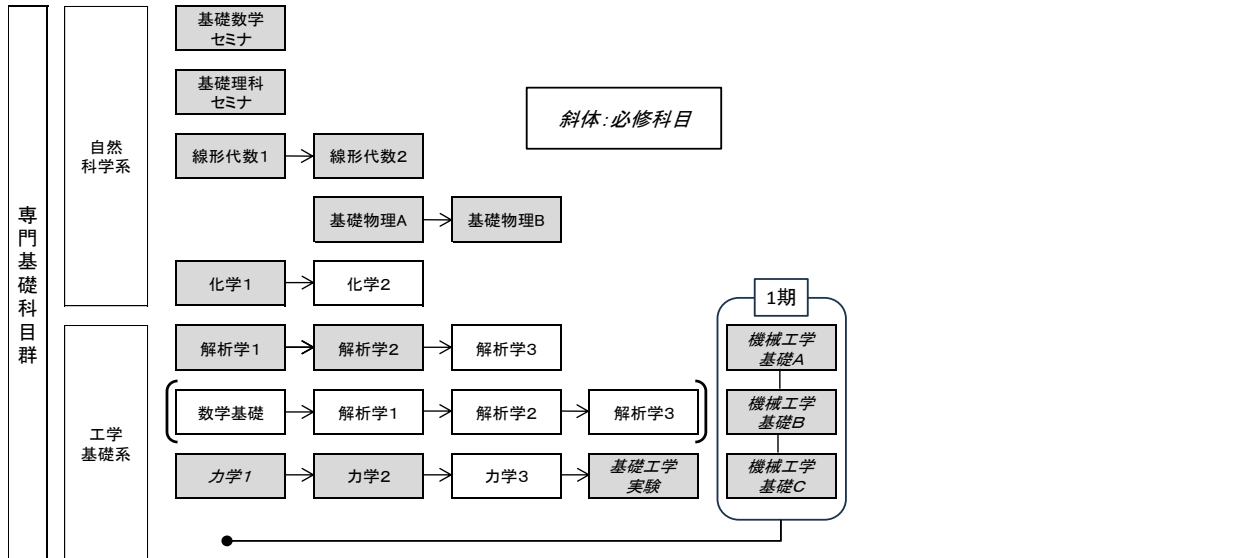 専門基礎科目群
自然
科学系
基礎数学
セミナ
基礎理科
セミナ
斜体:必修科目
線形代数1
線形代数2
基礎物理A
基礎物理B
化学1
化学2
1期
工学
基礎系
解析学1
解析学2
解析学3
機械工学
基礎A
数学基礎
解析学1
解析学2
解析学3
機械工学
基礎B
力学1
力学2
力学3
基礎工学
実験
機械工学
基礎C